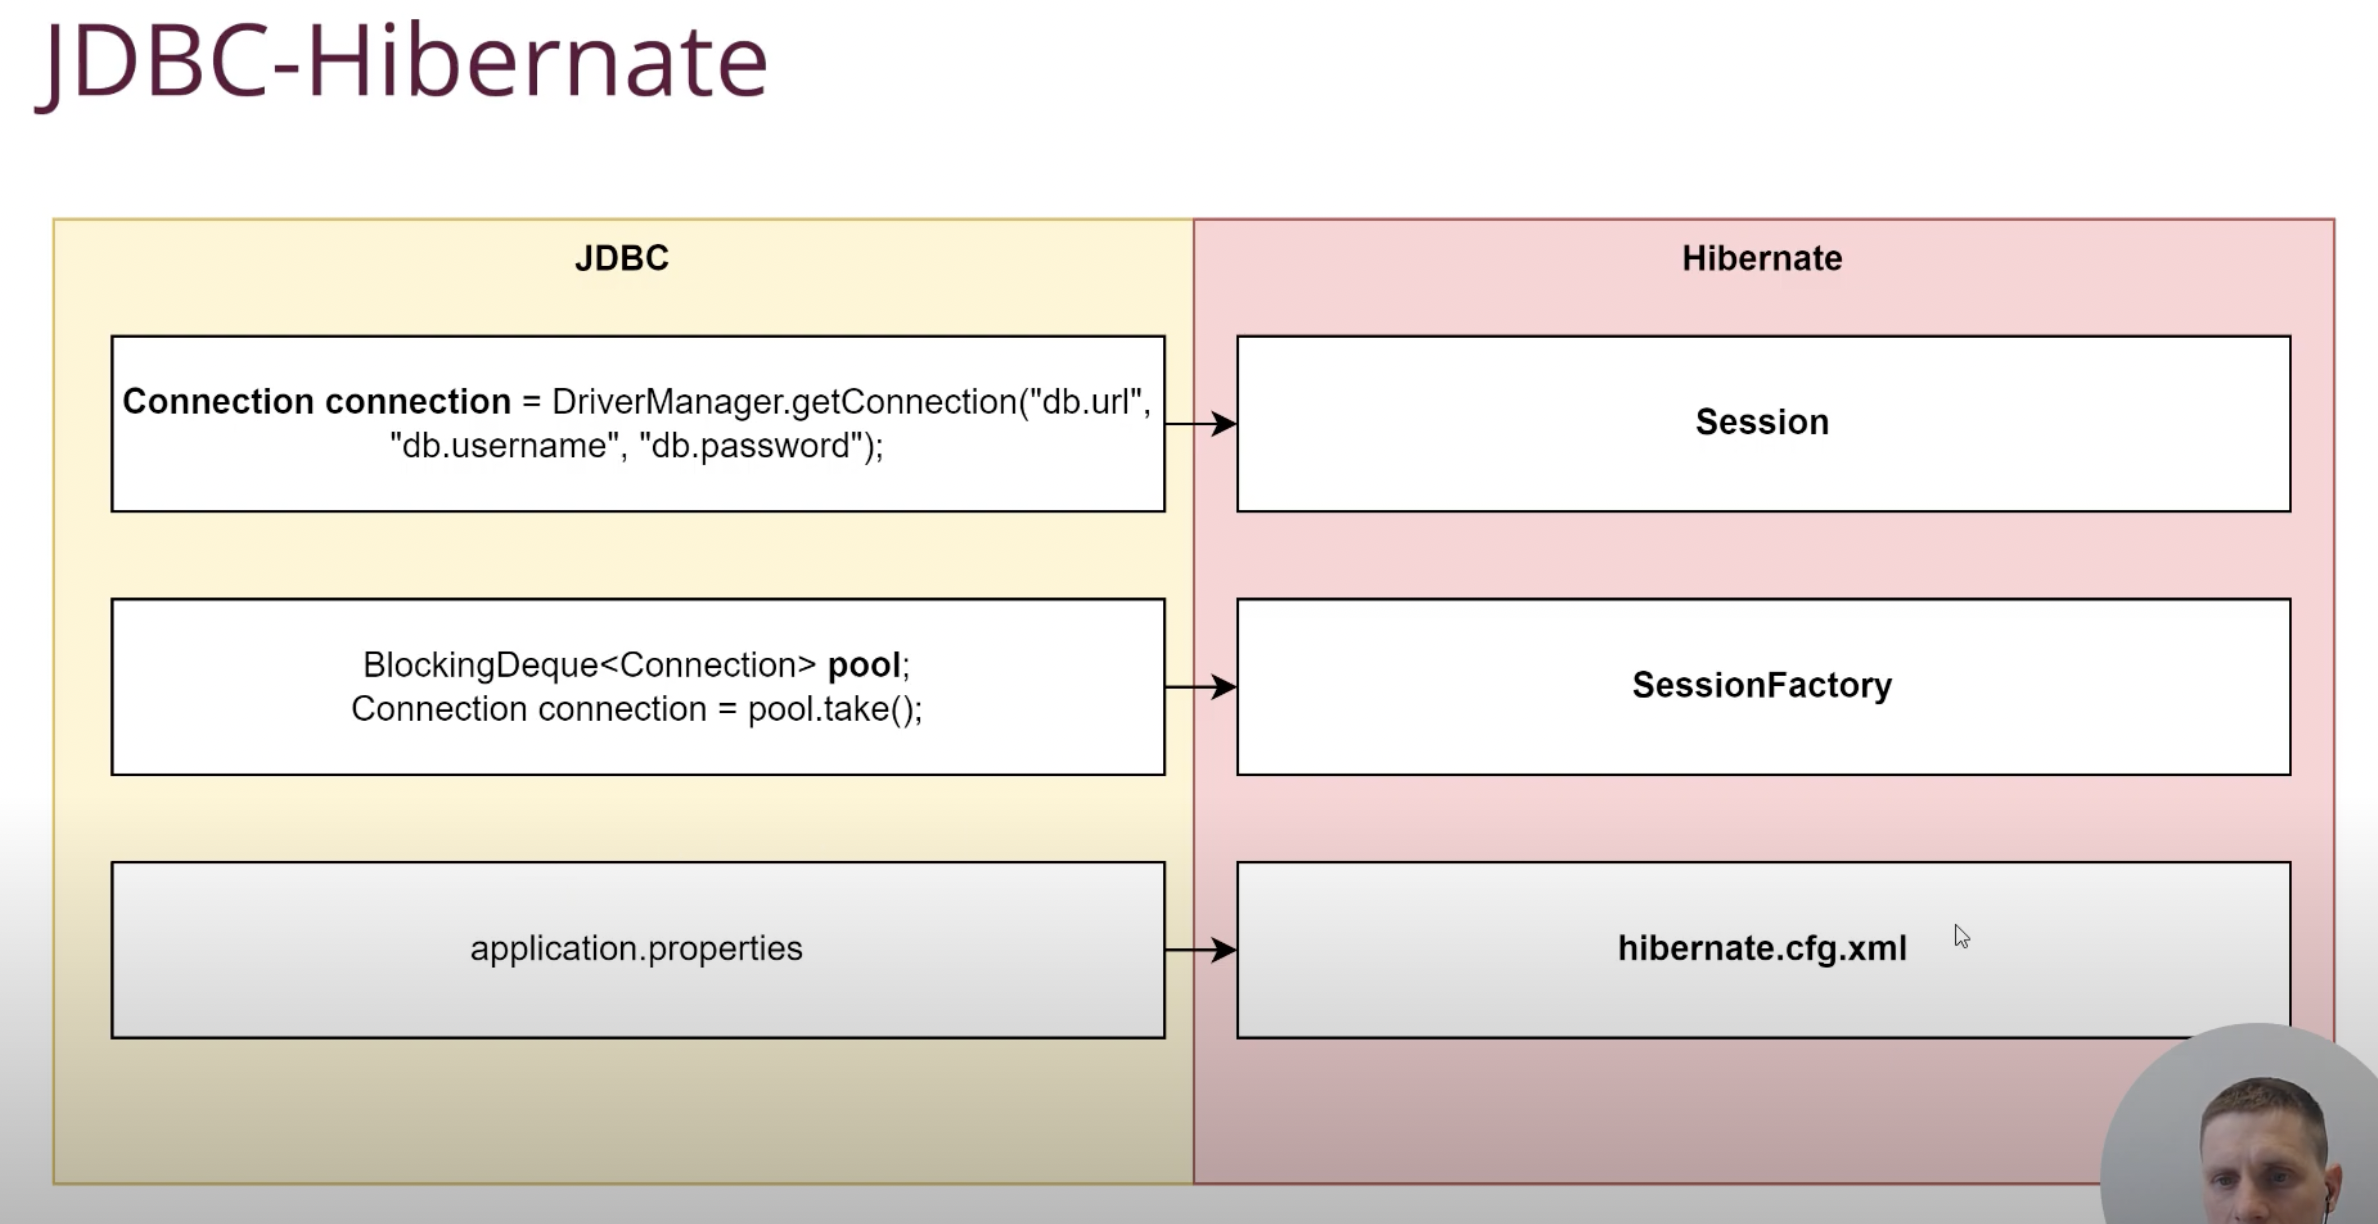 JDBC-Hibernate
JDBC
Hibernate
Connection connection = DriverManager.getConnection("db.url",
"db.username", "db.password");
Session
BlockingDeque<Connection> pool;
Connection connection = pool.take();
SessionFactory
application.properties
hibernate.cfg.xml